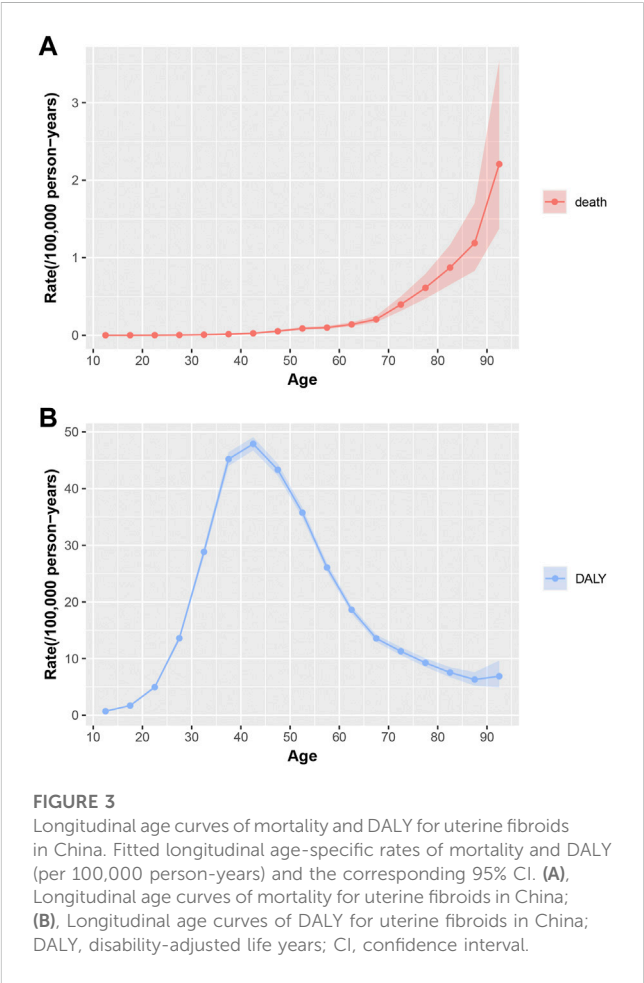 A
Rate(/100,000 person−years)
3
2
1
0
10 20 30 40 50 60 70 80 90
Age
death
B
Rate(/100,000 person−years)
50
40
30
20
10
0
10 20 30 40 50 60 70 80 90
Age
DALY
FIGURE 3
Longitudinal age curves of mortality and DALY for uterine fibroids
in China. Fitted longitudinal age-specific rates of mortality and DALY
(per 100,000 person-years) and the corresponding 95% CI. (A),
Longitudinal age curves of mortality for uterine fibroids in China;
(B), Longitudinal age curves of DALY for uterine fibroids in China;
DALY, disability-adjusted life years; CI, confidence interval.